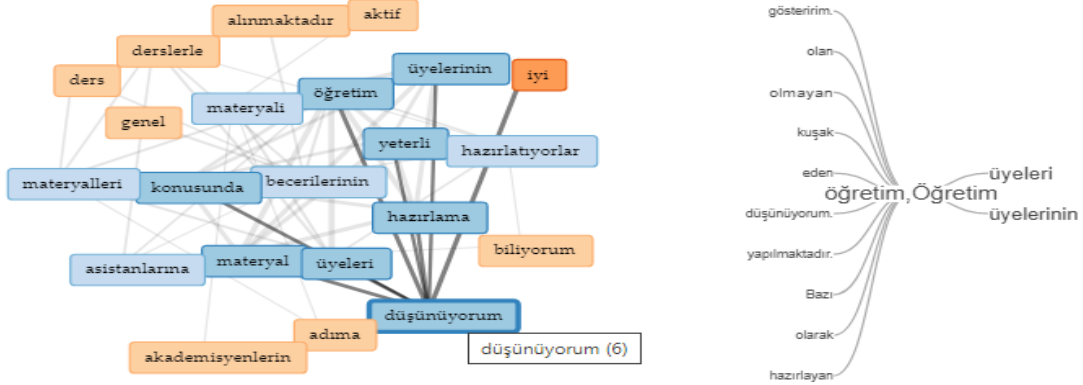 alınmaktadır
aktif
derslerle
üyelerinin
iyi
ders
öğretim
materyali
genel
yeterli
hazırlatıyorlar
materyalleri
konusunda
becerilerinin
hazırlama
biliyorum
asistanlarına
materyal
üyeleri
düşünüyorum
adıma
akademisyenlerin
düşünüyorum (6)
gösteririm.
olan
olmayan
kuşak
eden
düşünüyorum.
yapılmaktadır.
Bazı
olarak
hazırlayan
öğretim,Öğretim
üyeleri
üyelerinin